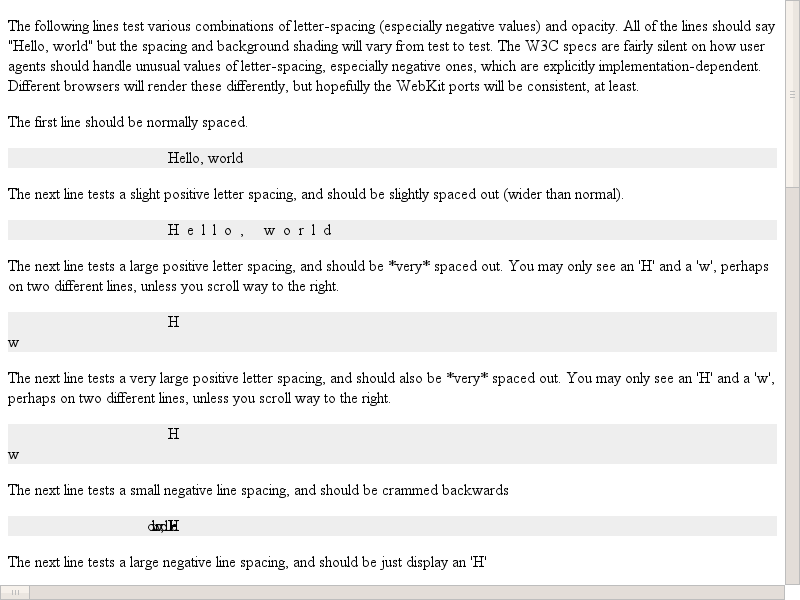 The following lines test various combinations of letter-spacing (especially negative values) and opacity. All of the lines should say
"Hello, world" but the spacing and background shading will vary from test to test. The W3C specs are fairly silent on how user
agents should handle unusual values of letter-spacing, especially negative ones, which are explicitly implementation-dependent.
Different browsers will render these differently, but hopefully the WebKit ports will be consistent, at least.
The first line should be normally spaced.
Hello, world
The next line tests a slight positive letter spacing, and should be slightly spaced out (wider than normal).
H e l l o ,   w o r l d
The next line tests a large positive letter spacing, and should be *very* spaced out. You may only see an 'H' and a 'w', perhaps
on two different lines, unless you scroll way to the right.
H
w
The next line tests a very large positive letter spacing, and should also be *very* spaced out. You may only see an 'H' and a 'w',
perhaps on two different lines, unless you scroll way to the right.
H
w
The next line tests a small negative line spacing, and should be crammed backwards
The next line tests a large negative line spacing, and should be just display an 'H'